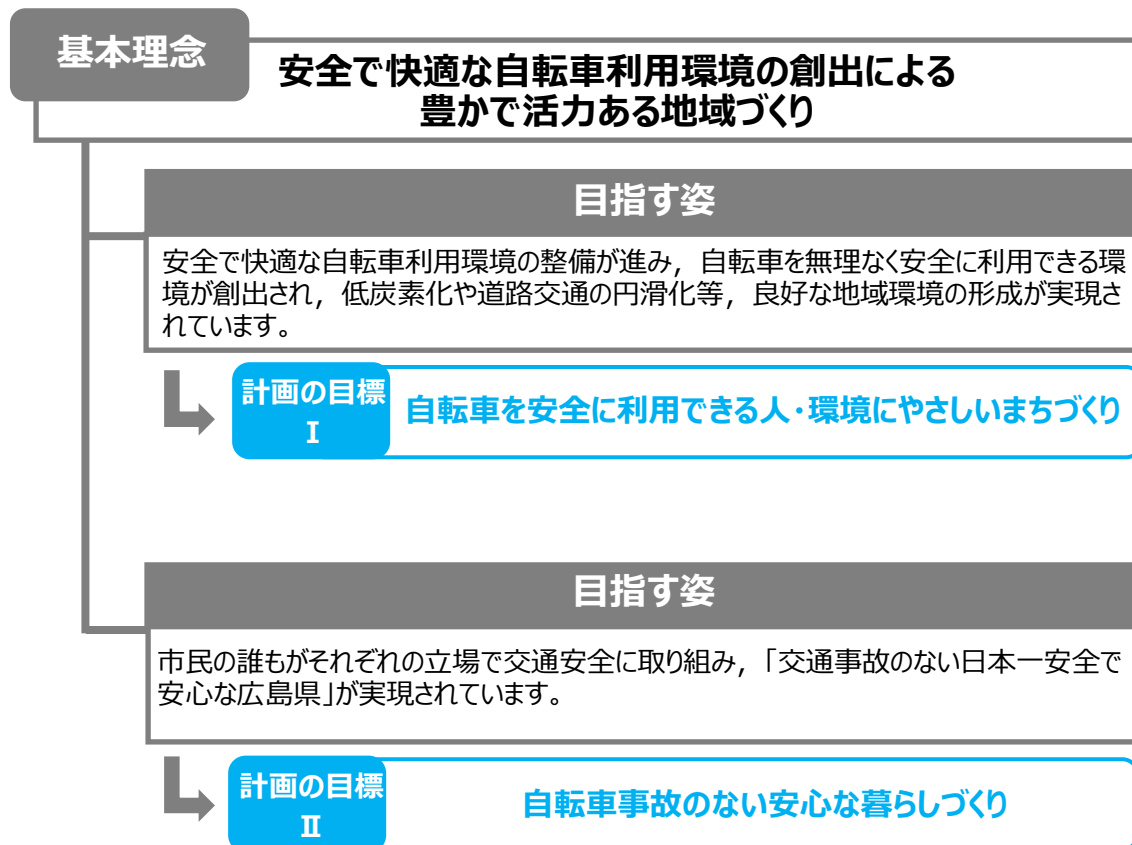 基本理念
安全で快適な自転車利用環境の創出による
豊かで活力ある地域づくり
目指す姿
安全で快適な自転車利用環境の整備が進み，自転車を無理なく安全に利用できる環
境が創出され，低炭素化や道路交通の円滑化等，良好な地域環境の形成が実現さ
れています。
計画の目標
Ⅰ
自転車を安全に利用できる人・環境にやさしいまちづくり
目指す姿
市民の誰もがそれぞれの立場で交通安全に取り組み，「交通事故のない日本一安全で
安心な広島県」が実現されています。
計画の目標
Ⅱ
自転車事故のない安心な暮らしづくり